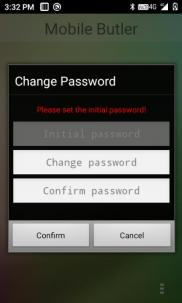 3:32 PM
4G
Mobile Butler
Change Password
Please set the initial password!
Initial password
Change password
Confirm password
Confirm
Cancel